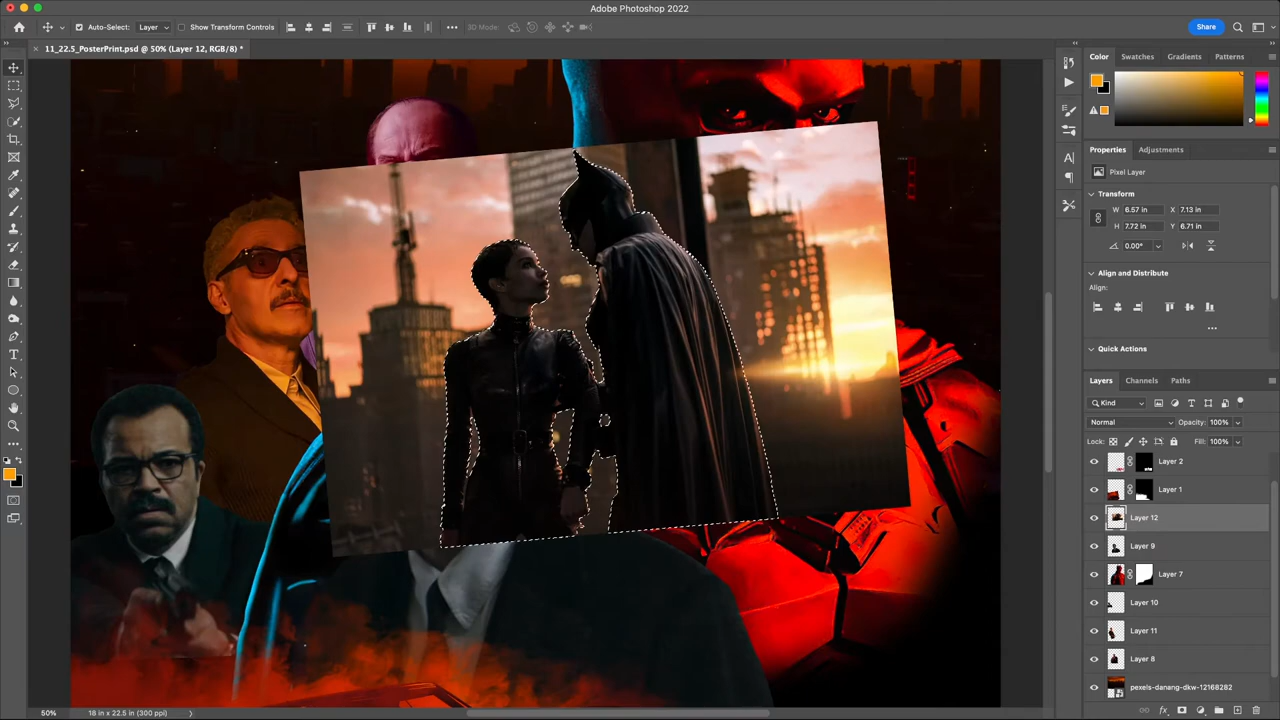 Adobe Photoshop 2022
Auto-Select: Layer Show Transform Controls 3D Mode: Share
11_22.5_PosterPrint.psd @ 50% (Layer 12, RGB/8) *
Color Swatches Gradients Patterns
Properties Adjustments
Pixel Layer
Transform
W 6.57 in X 7.13 in
H 7.72 in Y 6.71 in
0.00°
Align and Distribute
Align:
Quick Actions
Layers Channels Paths
Kind
Normal Opacity: 100%
Lock: Fill: 100%
Layer 2
Layer 1
Layer 12
Layer 9
Layer 7
Layer 10
Layer 11
Layer 8
pexels-danang-dkw-12168282
50% 18 in x 22.5 in (300 ppi)